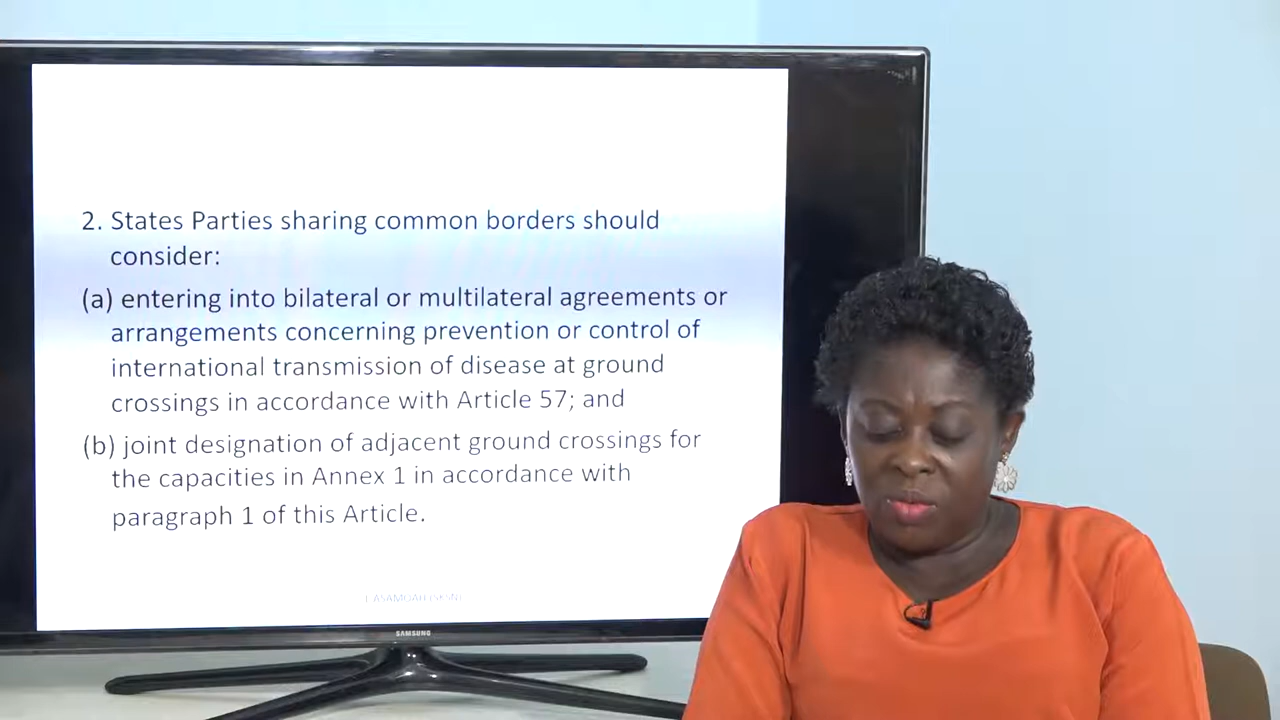 2. States Parties sharing common borders should
consider:
(a) entering into bilateral or multilateral agreements or
arrangements concerning prevention or control of
international transmission of disease at ground
crossings in accordance with Article 57; and
(b) joint designation of adjacent ground crossings for
the capacities in Annex 1 in accordance with
paragraph 1 of this Article.
ASAMOAH
SAMSUNG